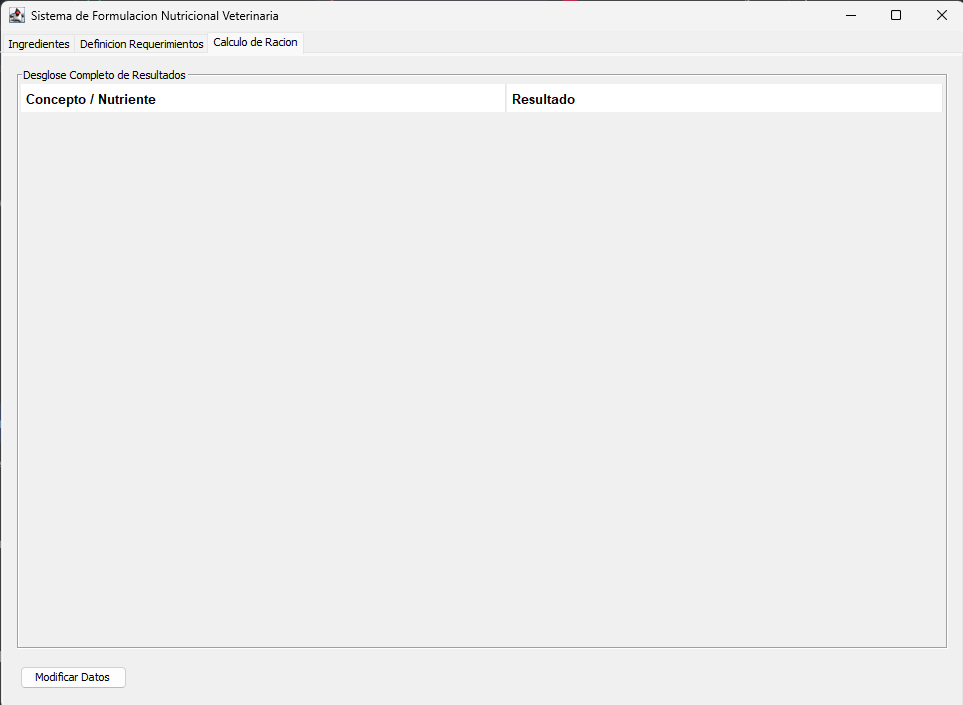 Sistema de Formulacion Nutricional Veterinaria
Ingredientes Definicion Requerimientos Calculo de Racion
Desglose Completo de Resultados
Concepto / Nutriente Resultado
Modificar Datos